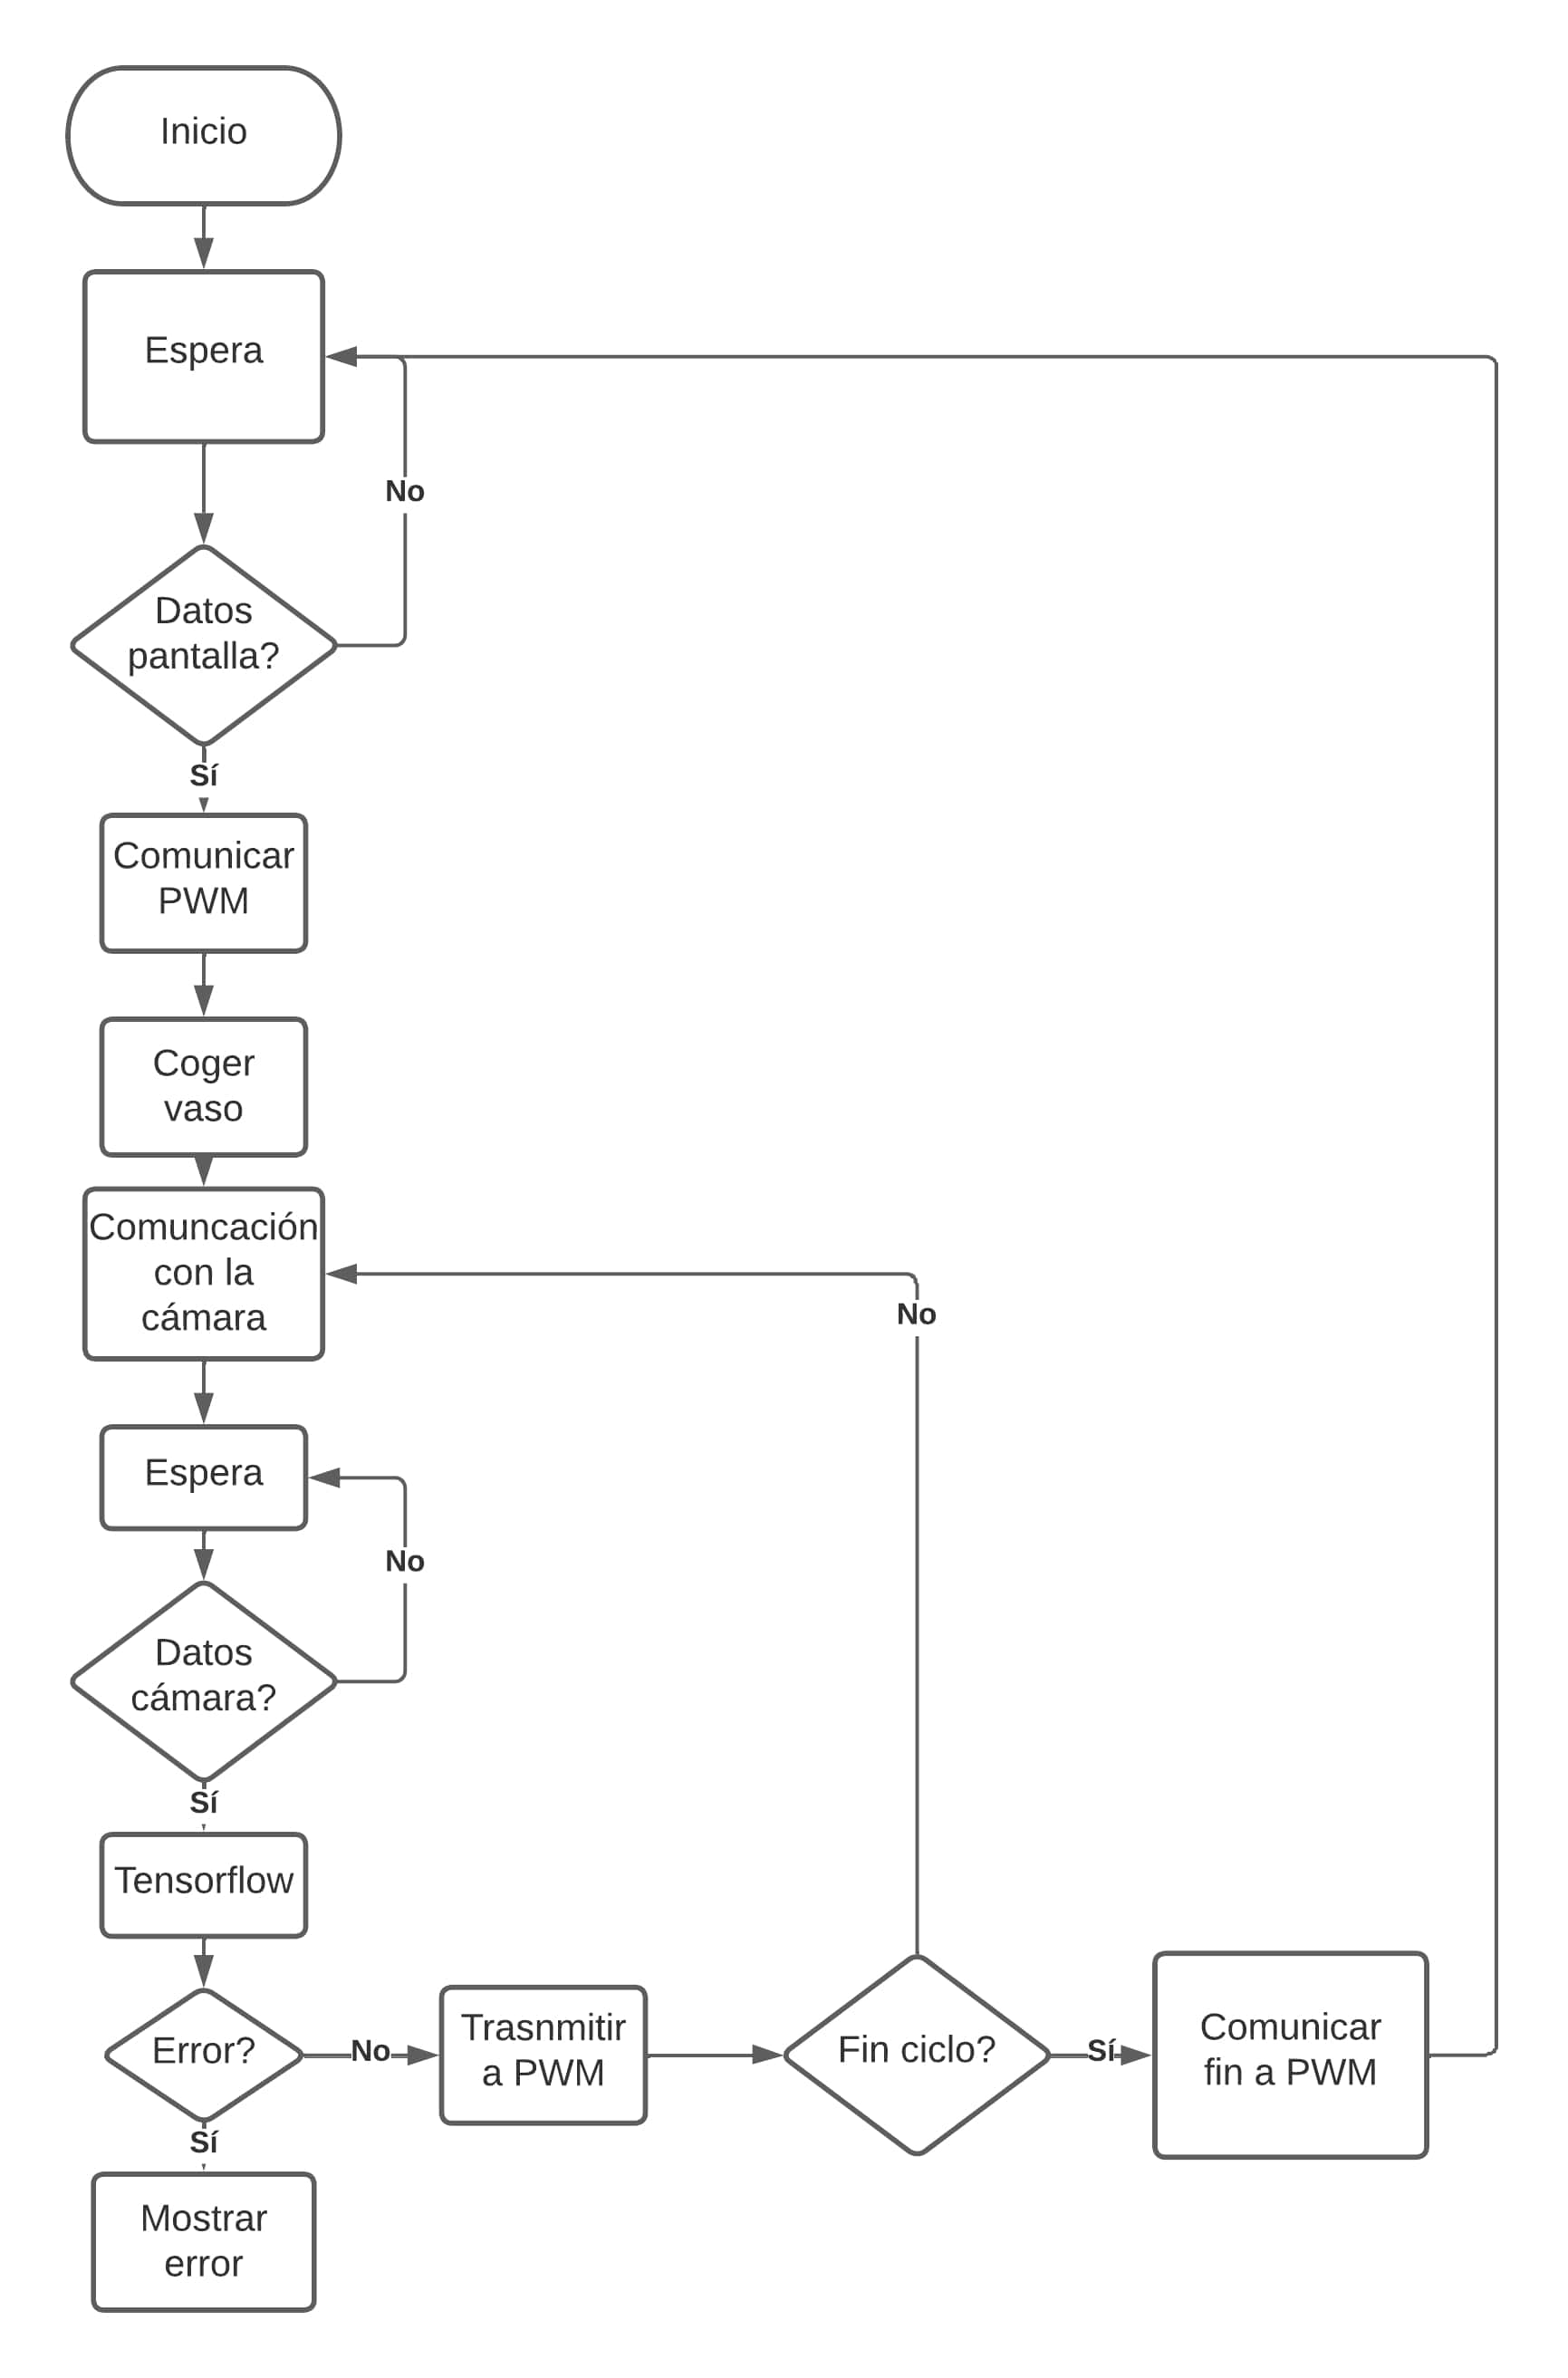 Inicio
Espera
No
Datos
pantalla?
Sí
Comunicar
PWM
Coger
vaso
Comuncación
con la
cámara
No
Espera
No
Datos
cámara?
Sí
Tensorflow
Error?
No
Trasnmitir
a PWM
Fin ciclo?
Sí
Comunicar
fin a PWM
Sí
Mostrar
error